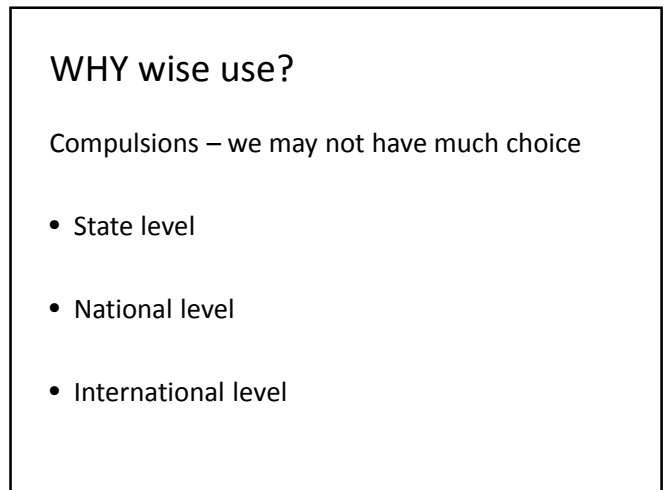 WHY wise use?
Compulsions – we may not have much choice
• State level
• National level
• International level